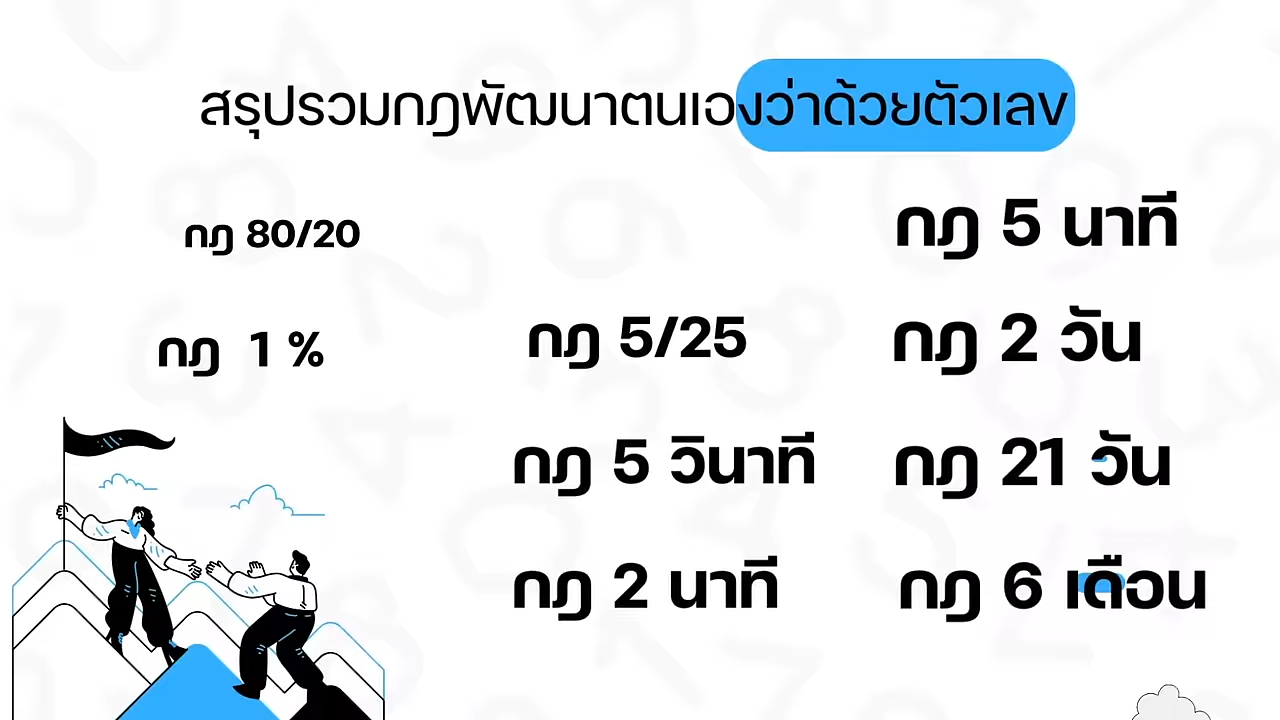 สรุปรวมกฎพัฒนาตนเองว่าด้วยตัวเลข
กฎ 80/20
กฎ 1 %
กฎ 5/25
กฎ 5 วินาที
กฎ 2 นาที
กฎ 5 นาที
กฎ 2 วัน
กฎ 21 วัน
กฎ 6 เดือน